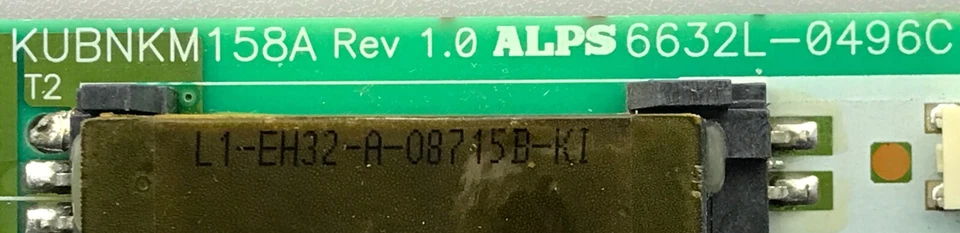 KUBNKM158A Rev 1.0 ALPS 6632L-0496C
T2
L1-EH32-A-08715B-KI